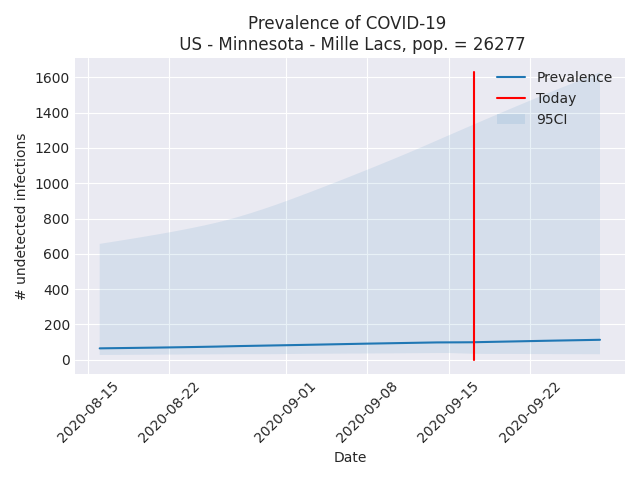 Prevalence of COVID-19
US - Minnesota - Mille Lacs, pop. = 26277
1600
1400
1200
1000
800
600
400
200
0
# undetected infections
Prevalence
Today
95CI
2020-08-15
2020-08-22
2020-09-01
2020-09-08
2020-09-15
2020-09-22
Date